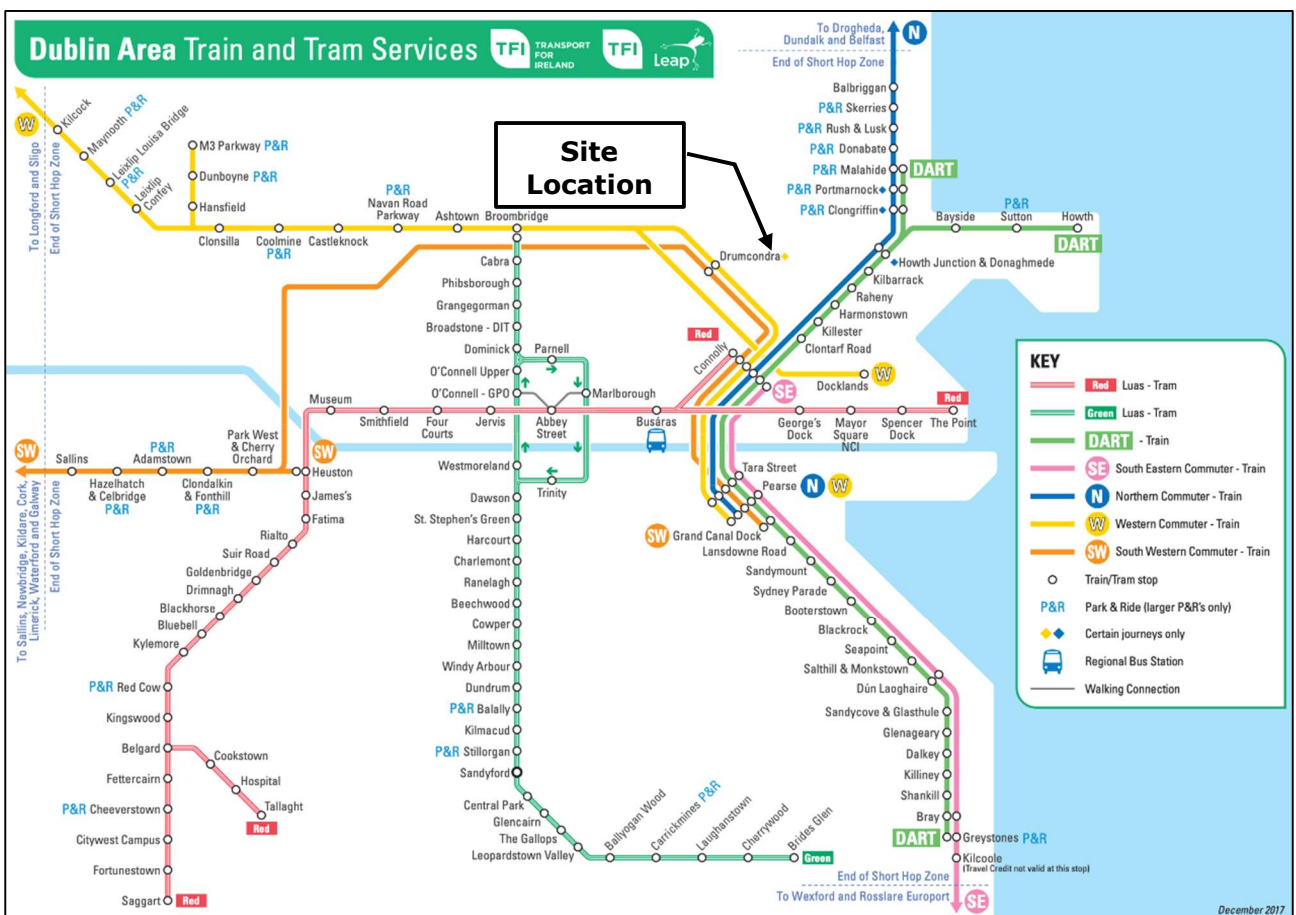 Dublin Area Train and Tram Services
TFI
TRANSPORT
FOR
IRELAND
TFI
Leap
To Drogheda,
Dundalk and Belfast
N
End of Short Hop Zone
Balbriggan
P&R Skerries
P&R Rush & Lusk
P&R Donabate
P&R Malahide
DART
P&R Portmarnock
P&R Clongriffin
Bayside
P&R
Sutton
Howth
DART
Howth Junction & Donaghmede
Kilbarrack
Raheny
Harmonstown
Killester
Clontarf Road
Site
Location
W
To Longford and Sligo
End of Short Hop Zone
Kilcock
Maynooth P&R
Leixlip Louisa Bridge
P&R
Leixlip
Confey
M3 Parkway P&R
Dunboyne P&R
Hansfield
Clonsilla
Coolmine
P&R
Castleknock
P&R
Navan Road
Parkway
Ashtown
Broombridge
Drumcondra
Cabra
Phibsborough
Grangegorman
Broadstone - DIT
Dominick
Parnell
O'Connell Upper
O'Connell - GPO
Marlborough
Red
Connolly
Docklands
W
SE
Museum
Smithfield
Four
Courts
Jervis
Abbey
Street
Busáras
George's
Dock
Mayor
Square
NCI
Spencer
Dock
The Point
Red
SW
Sallins
Hazelhatch
& Celbridge
P&R
P&R
Adamstown
Clondalkin
& Fonthill
P&R
Park West
& Cherry
Orchard
SW
Heuston
To Sallins, Newbridge, Kildare, Cork,
Limerick, Waterford and Galway
End of Short Hop Zone
James's
Fatima
Rialto
Suir Road
Goldenbridge
Drimnagh
Blackhorse
Bluebell
Kylemore
P&R Red Cow
Kingswood
Belgard
Cookstown
Hospital
Tallaght
Red
Fettercairn
P&R Cheeverstown
Citywest Campus
Fortunestown
Saggart
Red
Westmoreland
Trinity
Dawson
St. Stephen's Green
Harcourt
Charlemont
Ranelagh
Beechwood
Cowper
Milltown
Windy Arbour
Dundrum
P&R Balally
Kilmacud
P&R Stillorgan
Sandyford
Central Park
Glencairn
The Gallops
Leopardstown Valley
Ballyogan Wood
Carrickmines P&R
Laughanstown
Cherrywood
Brides Glen
Green
Tara Street
Pearse
N
W
SW
Grand Canal Dock
Lansdowne Road
Sandymount
Sydney Parade
Booterstown
Blackrock
Seapoint
Salthill & Monkstown
Dún Laoghaire
Sandycove & Glasthule
Glenageary
Dalkey
Killiney
Shankill
Bray
DART
Greystones P&R
Kilcoole
(Travel Credit not valid at this stop)
End of Short Hop Zone
To Wexford and Rosslare Europort
SE
KEY
Red Luas - Tram
Green Luas - Tram
DART - Train
SE South Eastern Commuter - Train
N Northern Commuter - Train
W Western Commuter - Train
SW South Western Commuter - Train
Train/Tram stop
P&R Park & Ride (larger P&R's only)
Certain journeys only
Regional Bus Station
Walking Connection
December 2017